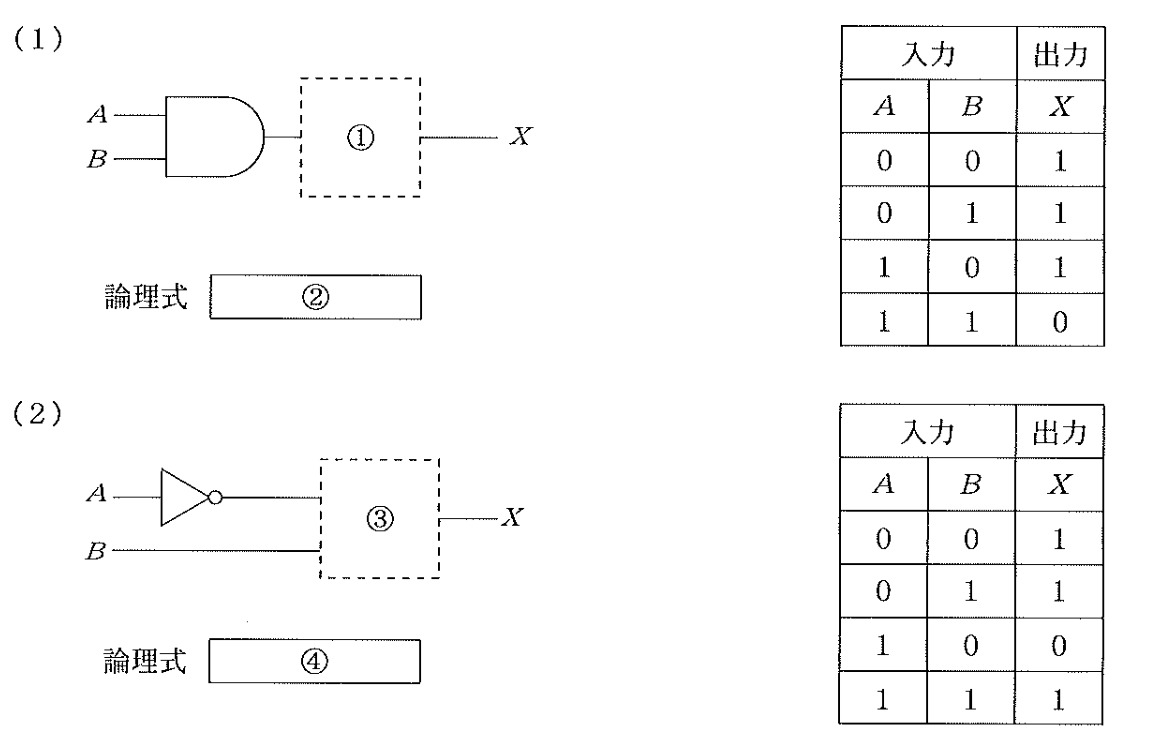 (1)
A
B
①
X
論理式 ②
入力 出力
A B X
0 0 1
0 1 1
1 0 1
1 1 0
(2)
A
B
③
X
論理式 ④
入力 出力
A B X
0 0 1
0 1 1
1 0 0
1 1 1